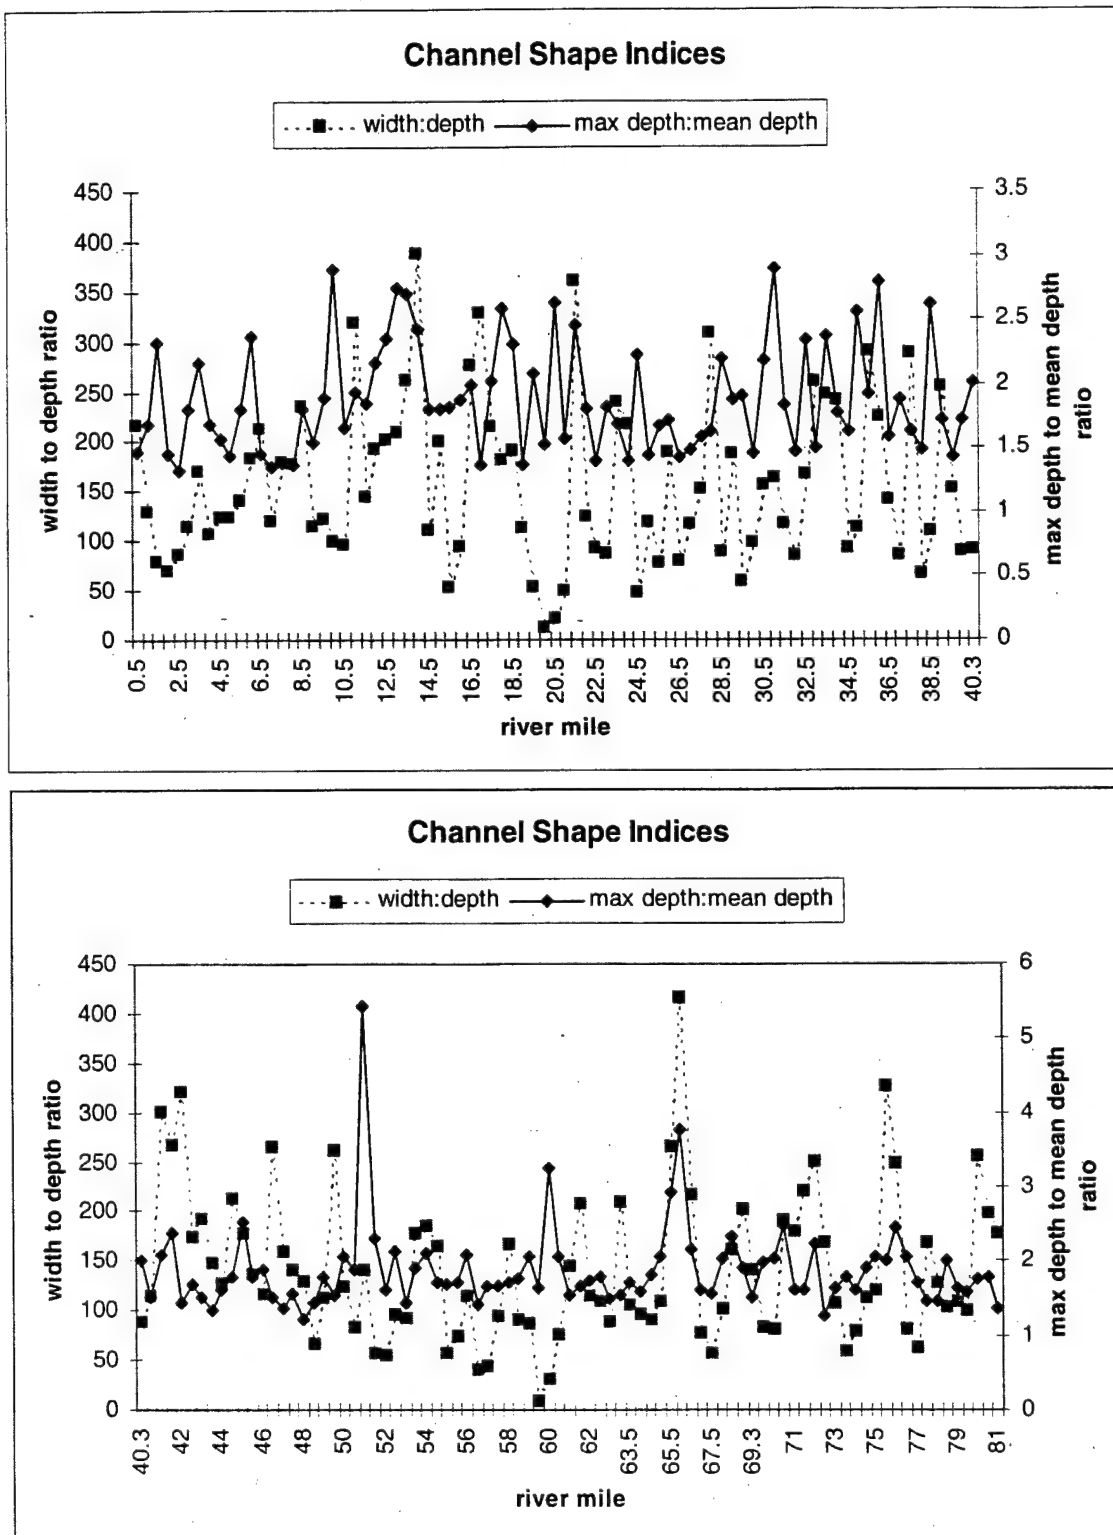 Channel Shape Indices
width:depth max depth:mean depth
450
400
350
300
250
200
150
100
50
0
width to depth ratio
3.5
3
2.5
2
1.5
1
0.5
0
max depth to mean depth
ratio
0.5 2.5 4.5 6.5 8.5 10.5 12.5 14.5 16.5 18.5 20.5 22.5 24.5 26.5 28.5 30.5 32.5 34.5 36.5 38.5 40.3
river mile
Channel Shape Indices
width:depth max depth:mean depth
450
400
350
300
250
200
150
100
50
0
width to depth ratio
6
5
4
3
2
1
0
max depth to mean depth
ratio
40.3 42 44 46 48 50 52 54 56 58 60 62 63.5 65.5 67.5 69.3 71 73 75 77 79 81
river mile